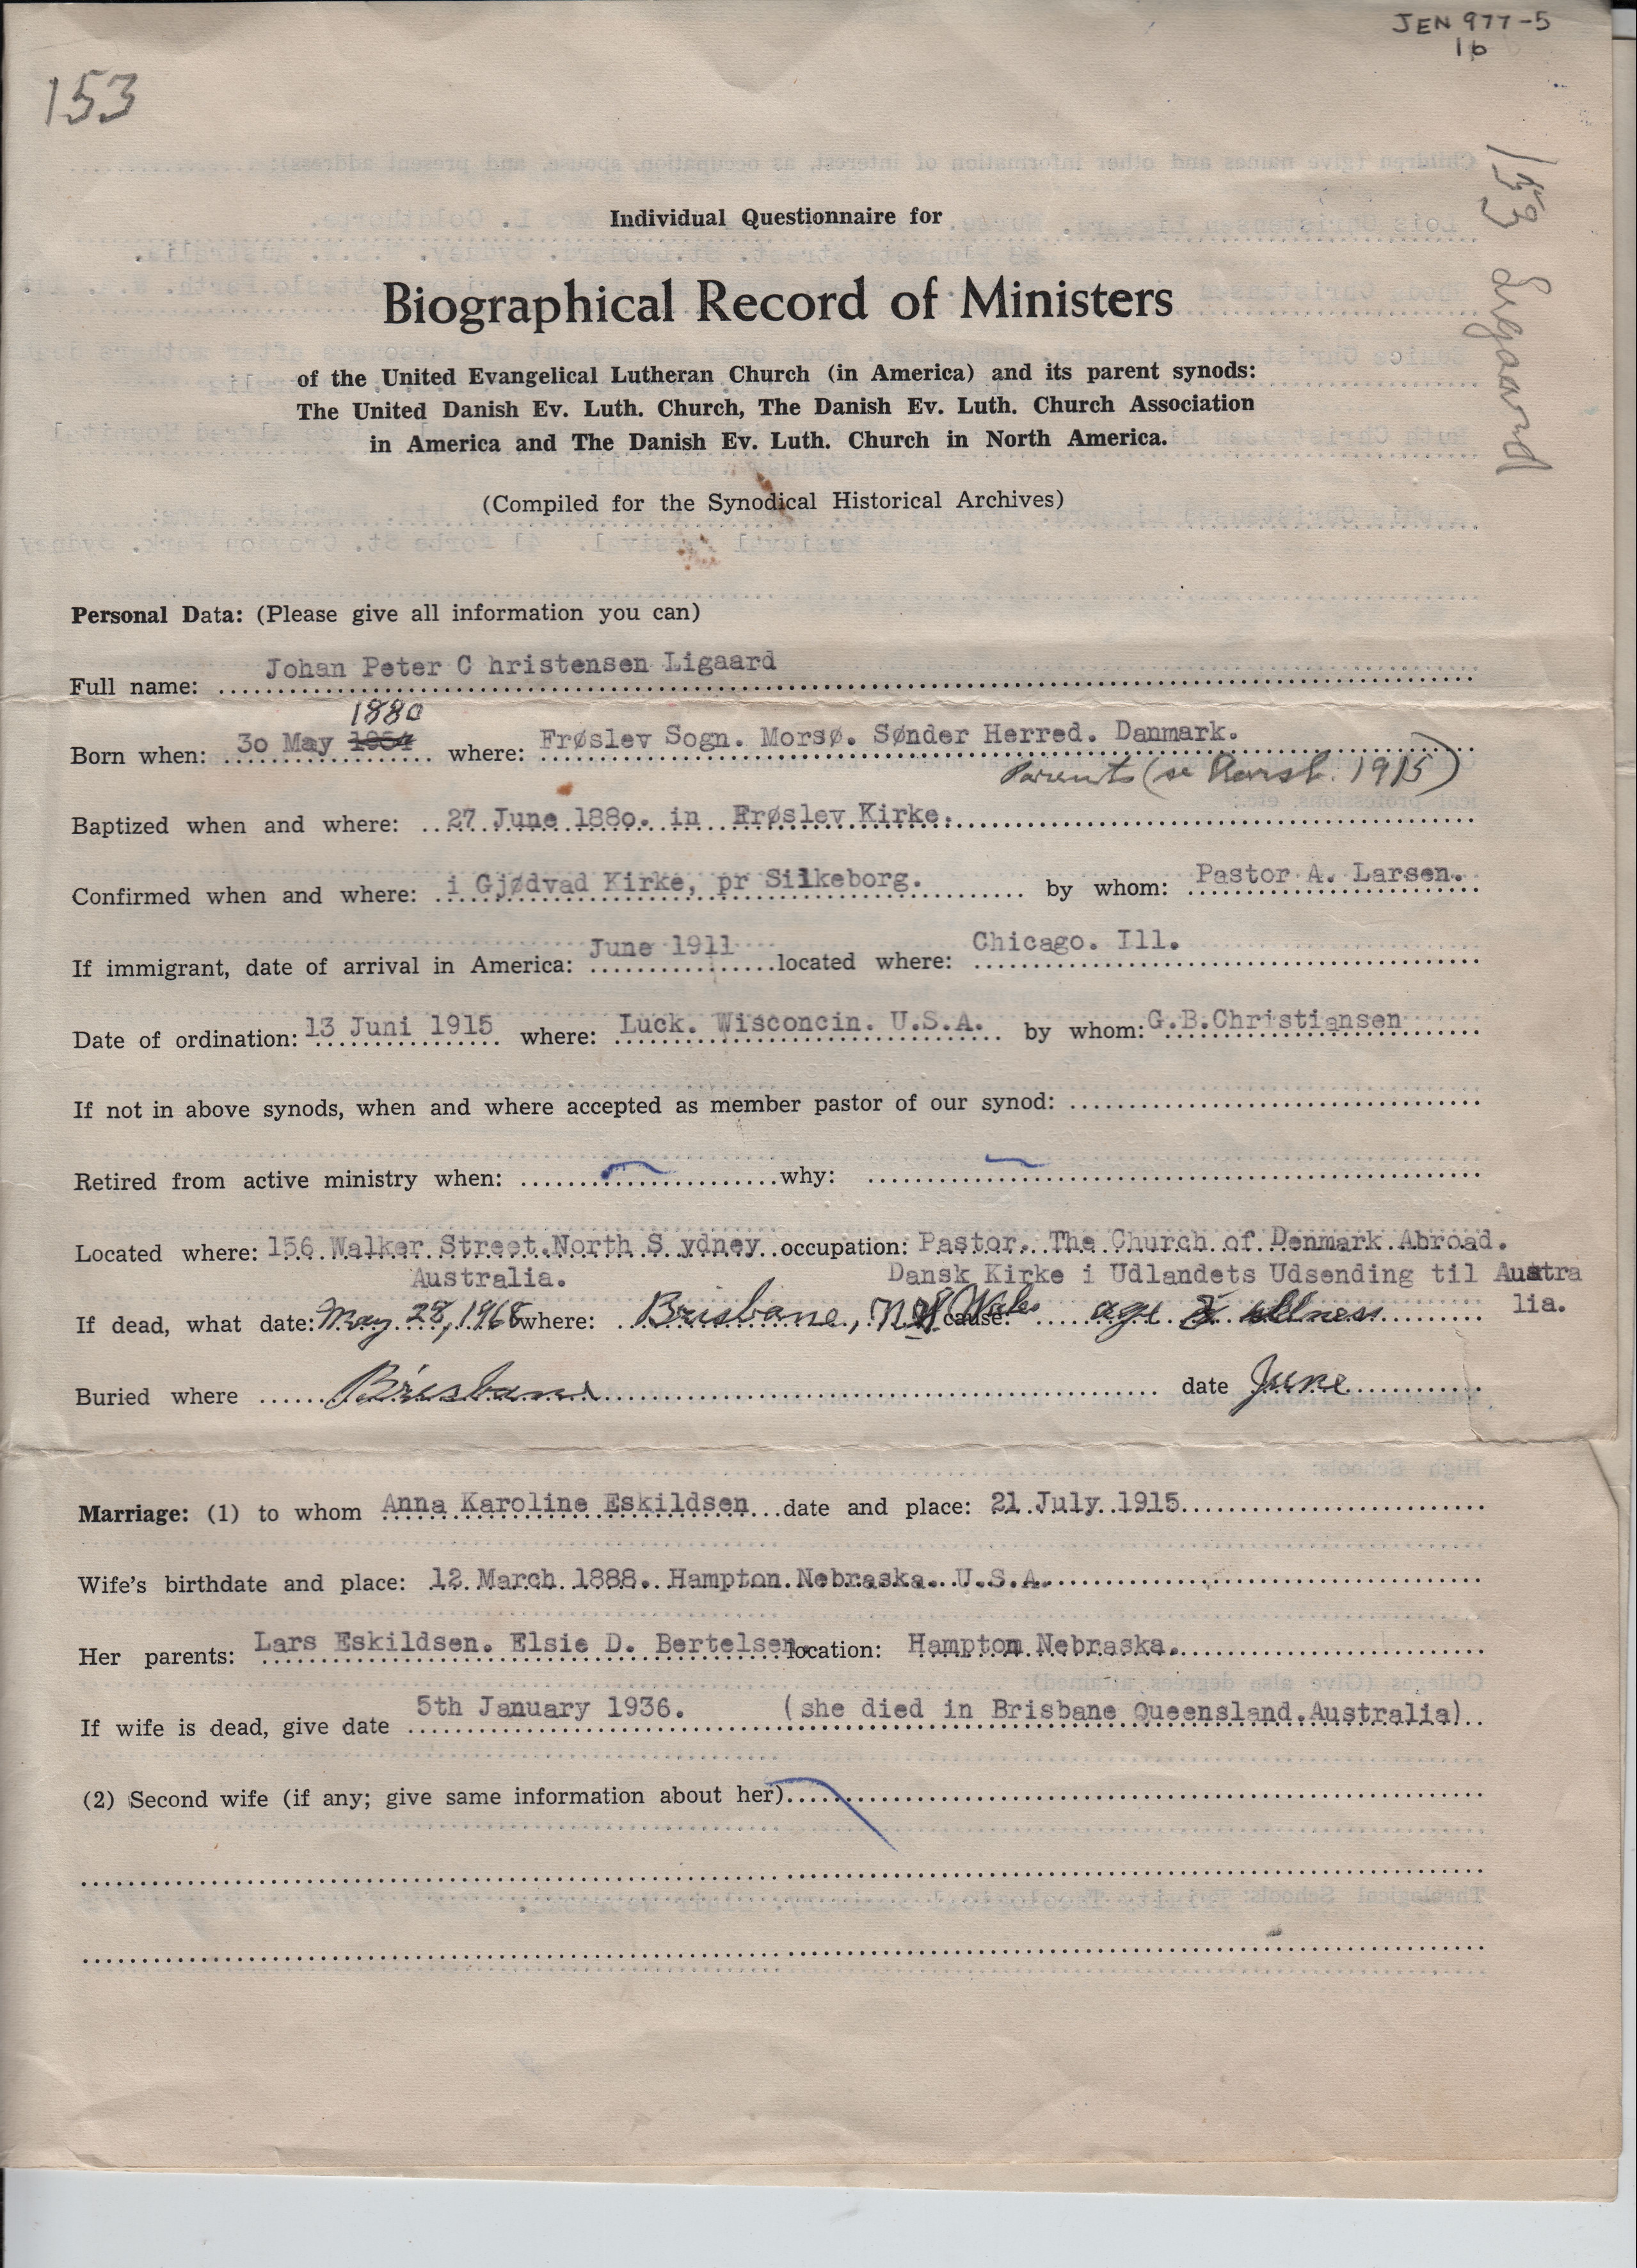 JEN 977-5
16
153
153 Ligaard
Individual Questionnaire for
Biographical Record of Ministers
of the United Evangelical Lutheran Church (in America) and its parent synods:
The United Danish Ev. Luth. Church, The Danish Ev. Luth. Church Association
in America and The Danish Ev. Luth. Church in North America.
(Compiled for the Synodical Historical Archives)
Personal Data: (Please give all information you can)
Full name: Johan Peter C hristensen Ligaard
1880
Born when: 30 May 1954 where: Frøslev Sogn. Morsø. Sønder Herred. Danmark.
Parents (se 1915)
Baptized when and where: 27 June 1880. in Frøslev Kirke.
Confirmed when and where: i Gjødvad Kirke, pr Silkeborg. by whom: Pastor A. Larsen.
If immigrant, date of arrival in America: June 1911 located where: Chicago. Ill.
Date of ordination: 13 Juni 1915 where: Luck. Wisconcin. U.S.A. by whom: G.B.Christiansen
If not in above synods, when and where accepted as member pastor of our synod:
Retired from active ministry when: why:
Located where: 156 Walker Street.North S ydney occupation: Pastor. The Church of Denmark Abroad.
Australia. Dansk Kirke i Udlandets Udsending til Austra
lia.
If dead, what date: May 28, 1968 where: Brisbane, N S Wales cause: age & illness
Buried where Brisbane date June
Marriage: (1) to whom Anna Karoline Eskildsen date and place: 21 July 1915
Wife's birthdate and place: 12 March 1888. Hampton Nebraska. U.S.A.
Her parents: Lars Eskildsen. Elsie D. Bertelsen. location: Hampton Nebraska.
If wife is dead, give date 5th January 1936. (she died in Brisbane Queensland.Australia)
(2) Second wife (if any; give same information about her)